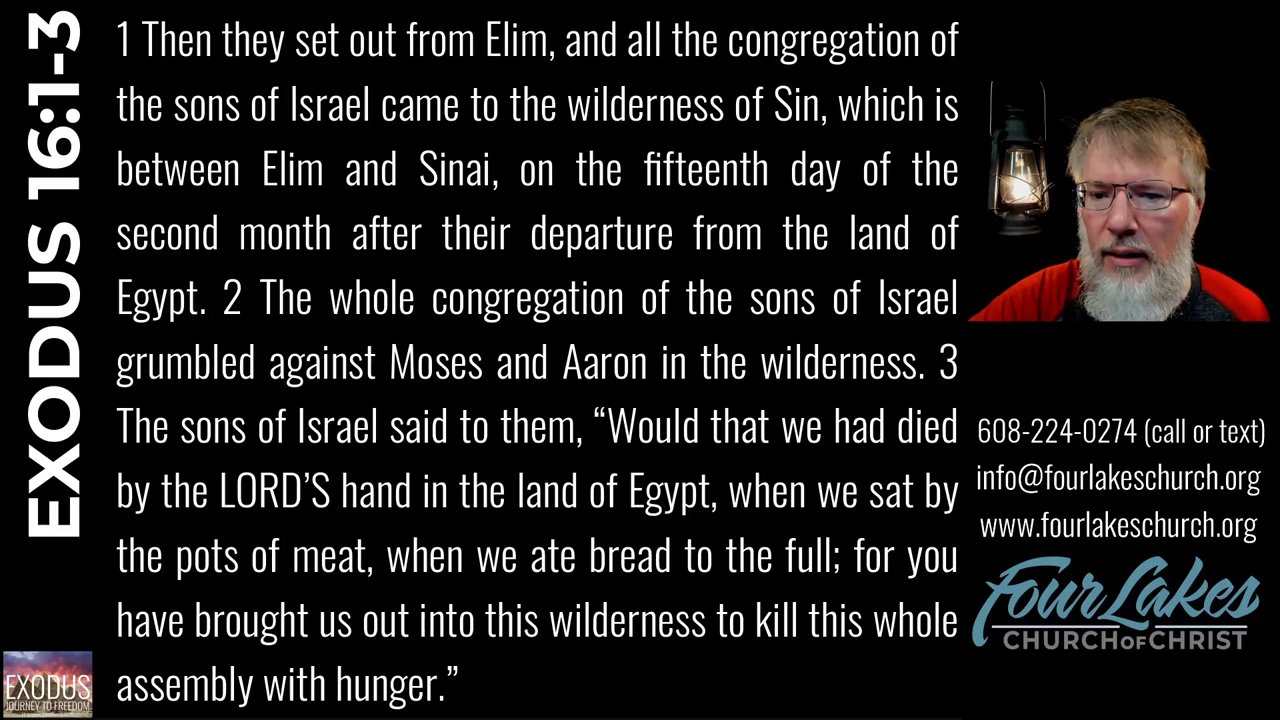 EXODUS 16:1-3
1 Then they set out from Elim, and all the congregation of
the sons of Israel came to the wilderness of Sin, which is
between Elim and Sinai, on the fifteenth day of the
second month after their departure from the land of
Egypt. 2 The whole congregation of the sons of Israel
grumbled against Moses and Aaron in the wilderness. 3
The sons of Israel said to them, “Would that we had died
by the LORD’S hand in the land of Egypt, when we sat by
the pots of meat, when we ate bread to the full; for you
have brought us out into this wilderness to kill this whole
assembly with hunger.”
608-224-0274 (call or text)
info@fourlakeschurch.org
www.fourlakeschurch.org
Four Lakes
CHURCH OF CHRIST
EXODUS
JOURNEY TO FREEDOM